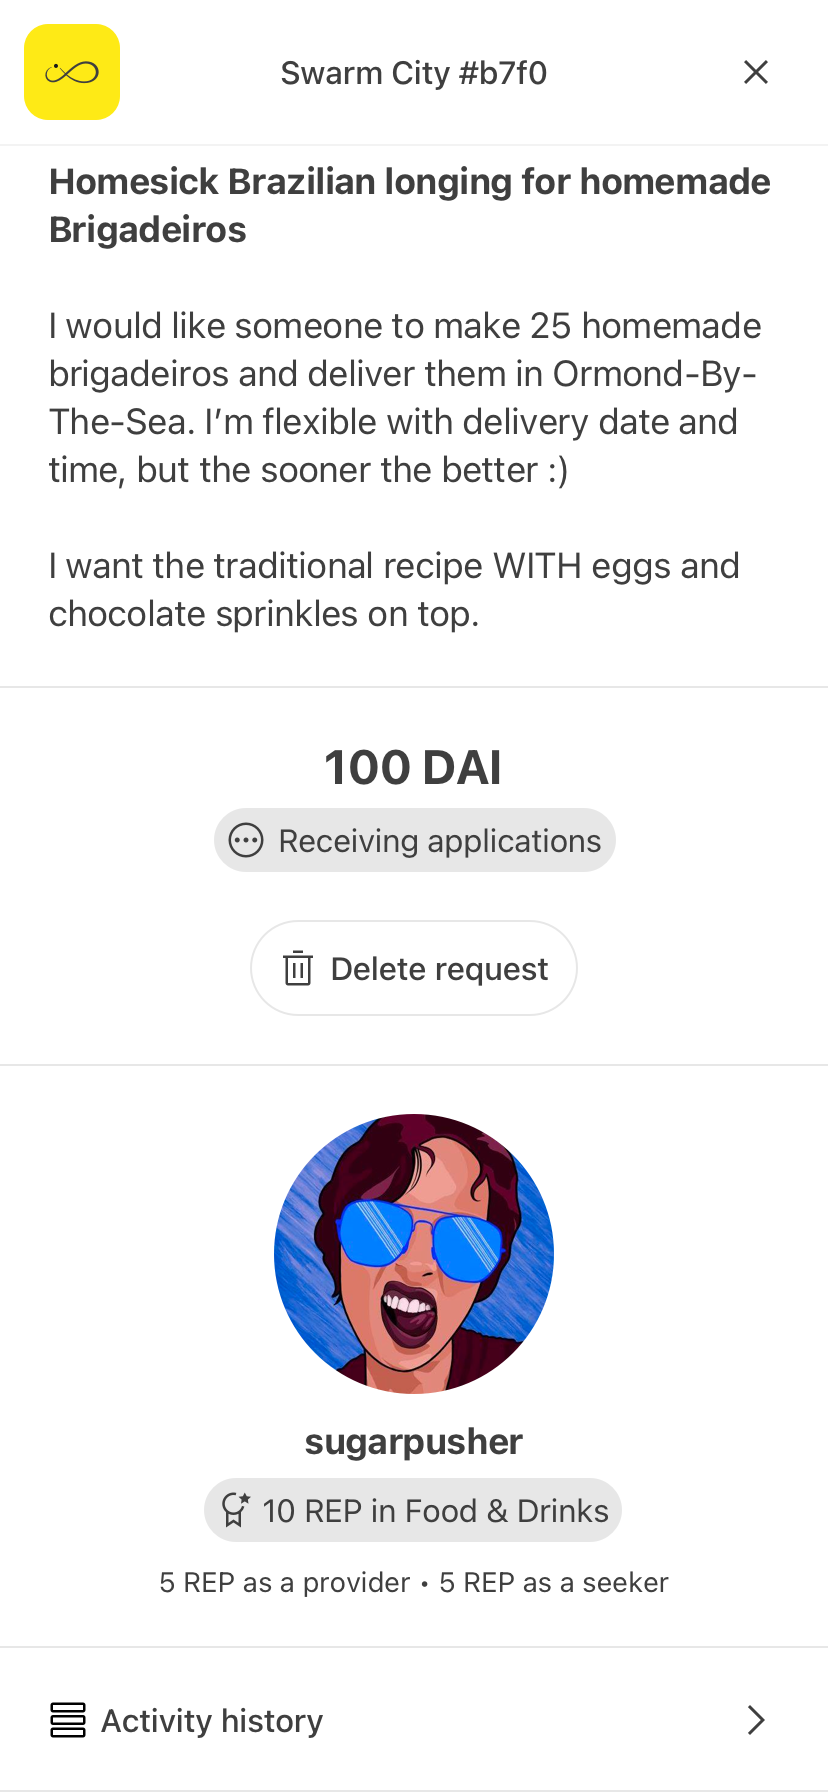 Swarm City #b7f0
Homesick Brazilian longing for homemade
Brigadeiros
I would like someone to make 25 homemade
brigadeiros and deliver them in Ormond-By-
The-Sea. I’m flexible with delivery date and
time, but the sooner the better :)
I want the traditional recipe WITH eggs and
chocolate sprinkles on top.
100 DAI
Receiving applications
Delete request
sugarpusher
10 REP in Food & Drinks
5 REP as a provider • 5 REP as a seeker
Activity history